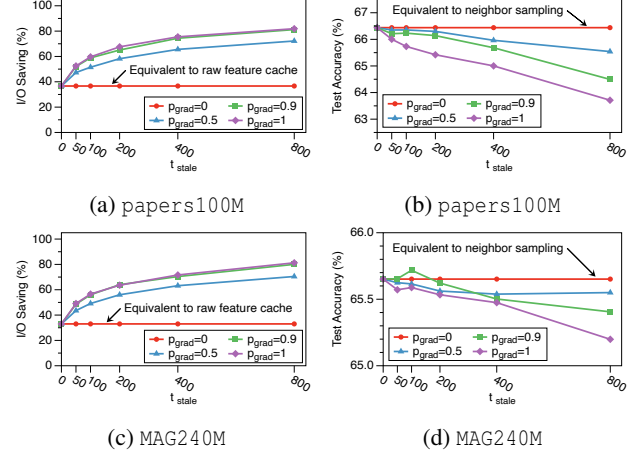 100
80
60
40
20
0
I/O Saving (%)
Equivalent to raw feature cache
p grad=0
p grad=0.9
p grad=0.5
p grad=1
0 50 100 200 400 800
t stale
(a) papers100M
67
66
65
64
63
Test Accuracy (%)
Equivalent to neighbor sampling
p grad=0
p grad=0.9
p grad=0.5
p grad=1
0 50 100 200 400 800
t stale
(b) papers100M
100
80
60
40
20
0
I/O Saving (%)
Equivalent to raw feature cache
p grad=0
p grad=0.9
p grad=0.5
p grad=1
0 50 100 200 400 800
t stale
(c) MAG240M
66.0
65.5
65.0
Test Accuracy (%)
Equivalent to neighbor sampling
p grad=0
p grad=0.9
p grad=0.5
p grad=1
0 50 100 200 400 800
t stale
(d) MAG240M